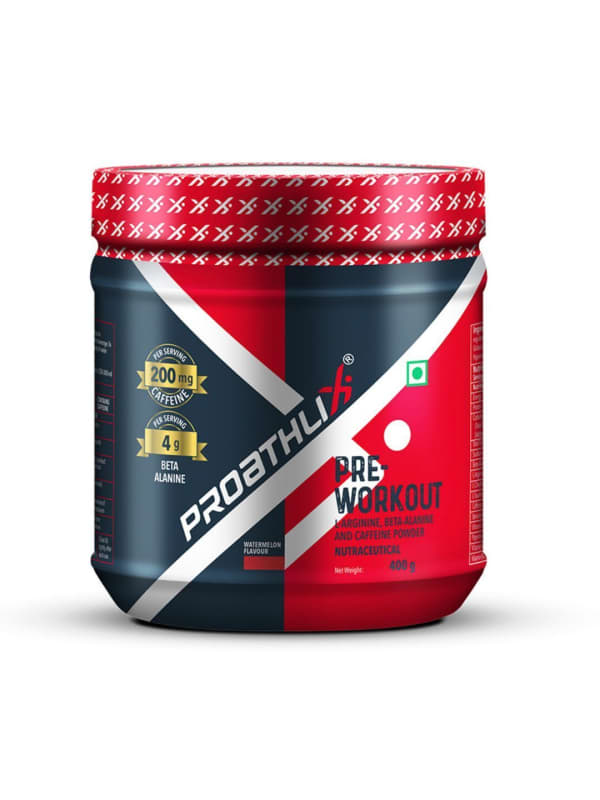 PER SERVING
200 mg
CAFFEINE
PER SERVING
4 g
BETA
ALANINE
PROATHLIX®
WATERMELON
FLAVOUR
PRE-
WORKOUT
L-ARGININE, BETA-ALANINE
AND CAFFEINE POWDER
NUTRACEUTICAL
Net Weight: 400 g